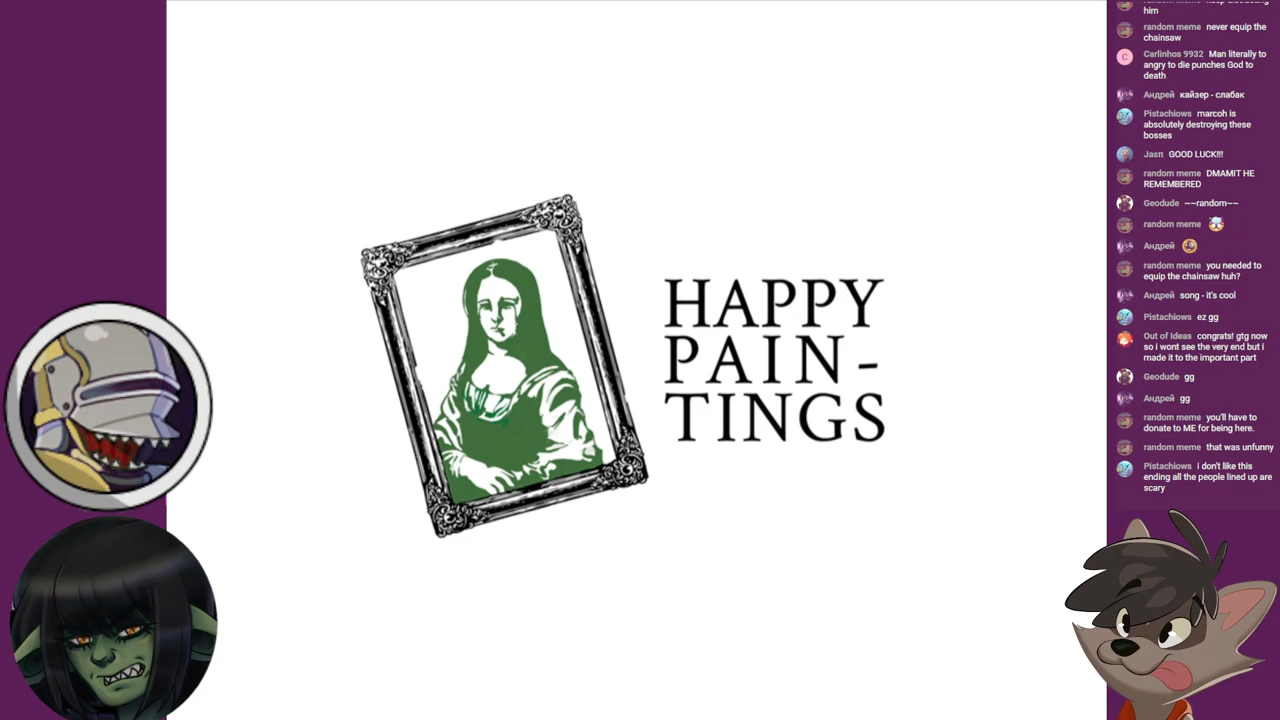 HAPPY
PAIN-
TINGS
him
random meme never equip the
chainsaw
C
Carlinhos 9932 Man literally to
angry to die punches God to
death
Андрей кайзер - слабак
Pistachiows marcoh is
absolutely destroying these
bosses
Jasπ GOOD LUCK!!!
random meme DMAMIT HE
REMEMBERED
Geodude ~~random~~
random meme
Андрей
random meme you needed to
equip the chainsaw huh?
Андрей song - it's cool
Pistachiows ez gg
Out of Ideas congrats! gtg now
so i wont see the very end but i
made it to the important part
Geodude gg
Андрей gg
random meme you'll have to
donate to ME for being here.
random meme that was unfunny
Pistachiows i don't like this
ending all the people lined up are
scary